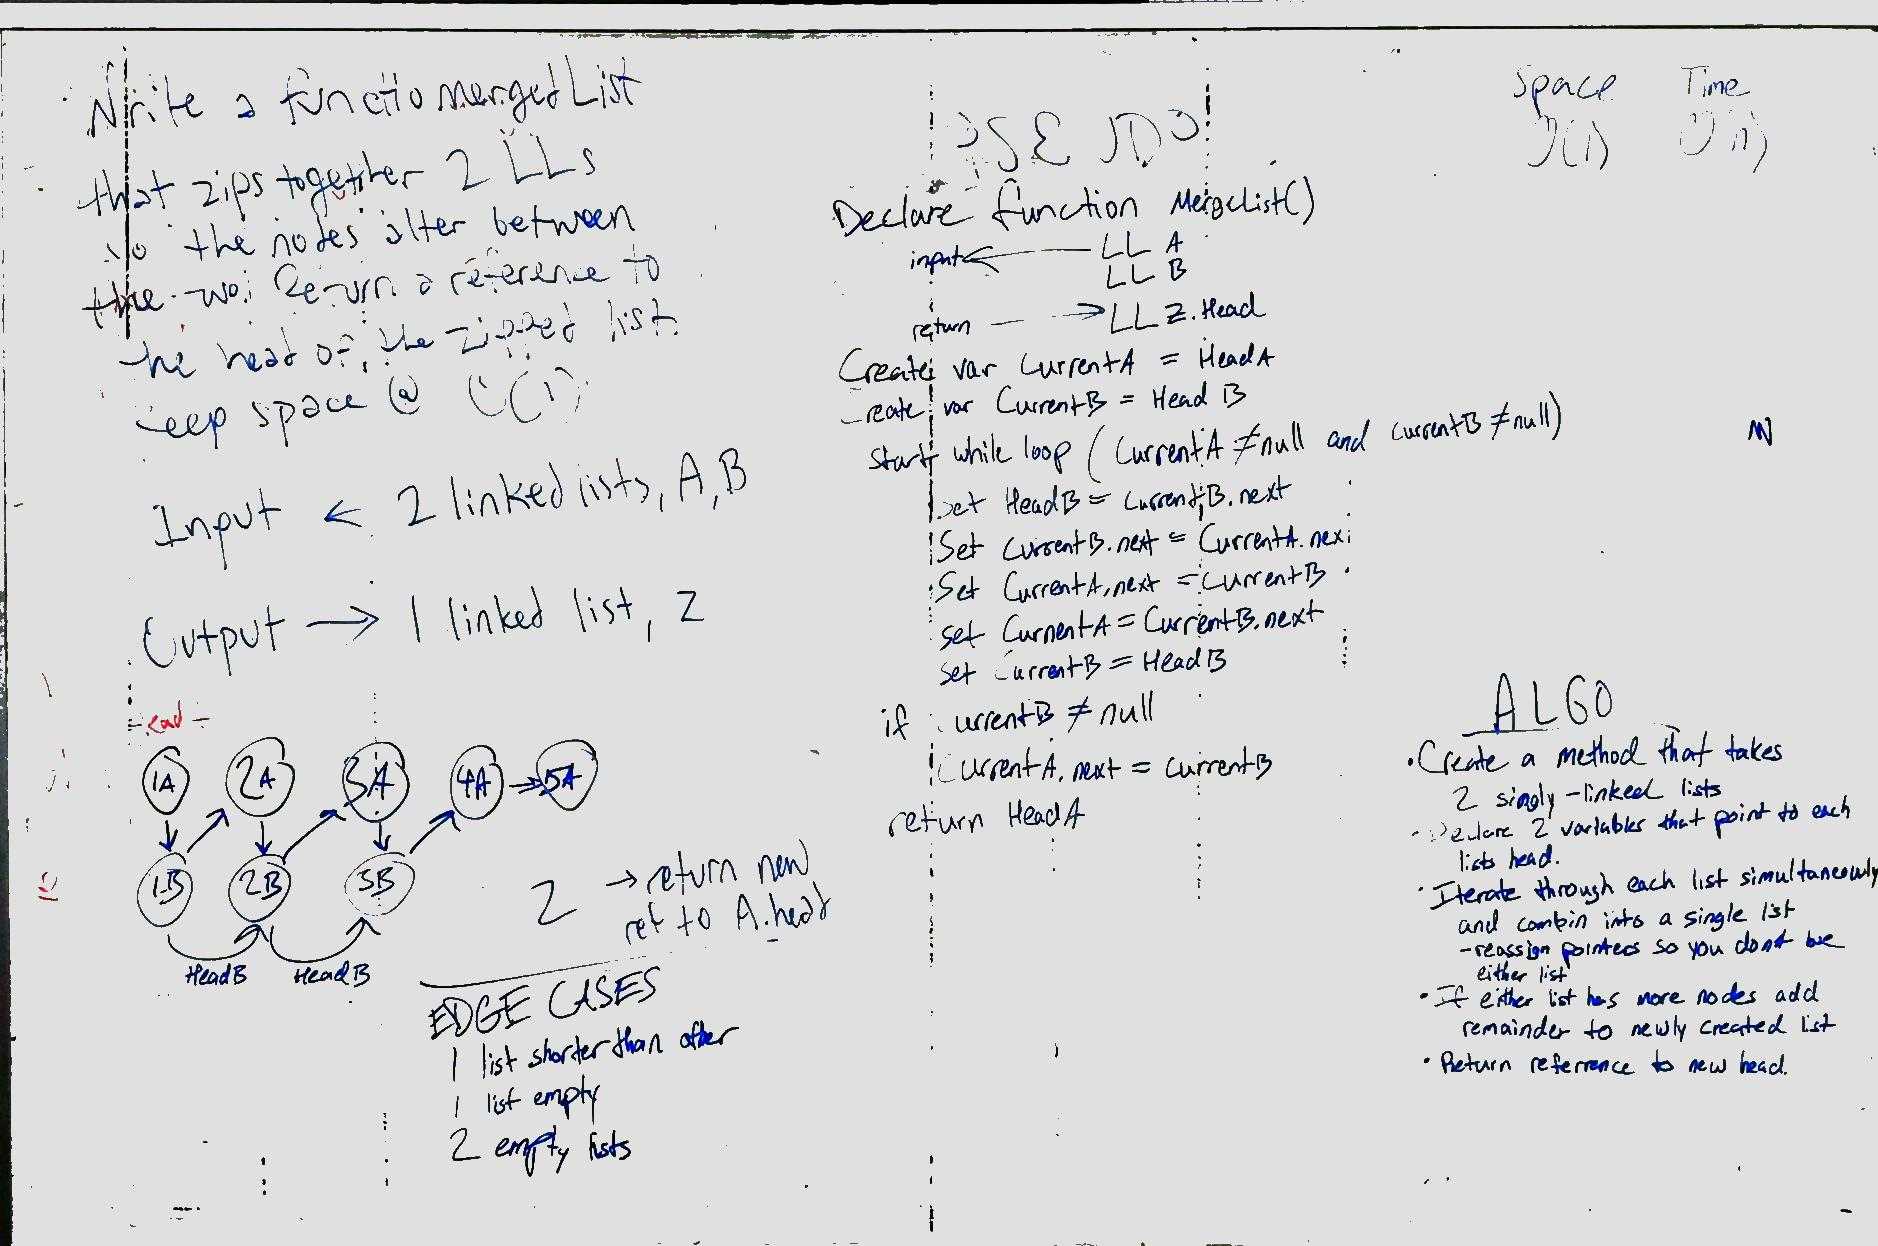 Write a functio mergedList
that zips together 2 LLs
so the nodes alter between
the two. Return a reference to
the head of the zipped list.
keep space @ O(1)
Input ← 2 linked lists, A, B
Output → 1 linked list, Z
1A 2A 3A 4A → 5A
1B 2B 3B
HeadB HeadB
Z → return new
ref to A.head
EDGE CASES
1 list shorter than other
1 list empty
2 empty lists
Declare function MergeList()
input ← LL A
LL B
return → LL Z.Head
Create var CurrentA = HeadA
reate var CurrentB = Head B
Start while loop (CurrentA ≠ null and currentB ≠ null)
Set HeadB = CurrentB.next
Set CurrentB.next = CurrentA.next
Set CurrentA.next = CurrentB
set CurrentA = CurrentB.next
Set CurrentB = HeadB
if urrentB ≠ null
CurrentA.next = currentB
return HeadA
Space Time
O(1) O(n)
N
ALGO
• Create a method that takes
2 singly-linked lists
• Declare 2 variables that point to each
lists head.
• Iterate through each list simultaneously
and combin into a single list
- reassign pointers so you dont
either list
• If either list has more nodes add
remainder to newly created list
• Return referrence to new head.